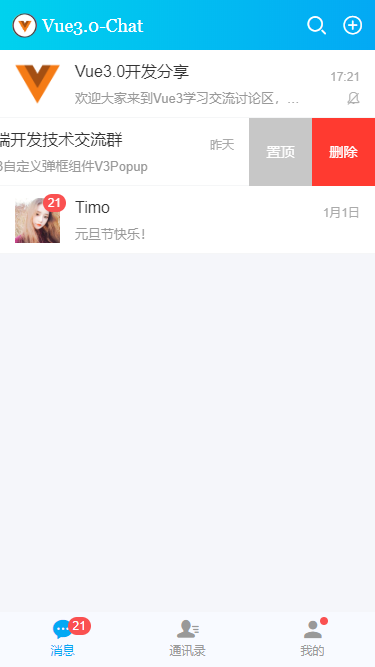 Vue3.0-Chat
Vue3.0开发分享
17:21
欢迎大家来到Vue3学习交流讨论区，...
端开发技术交流群
昨天
置顶
删除
3自定义弹框组件V3Popup
21
Timo
1月1日
元旦节快乐！
21
消息
通讯录
我的